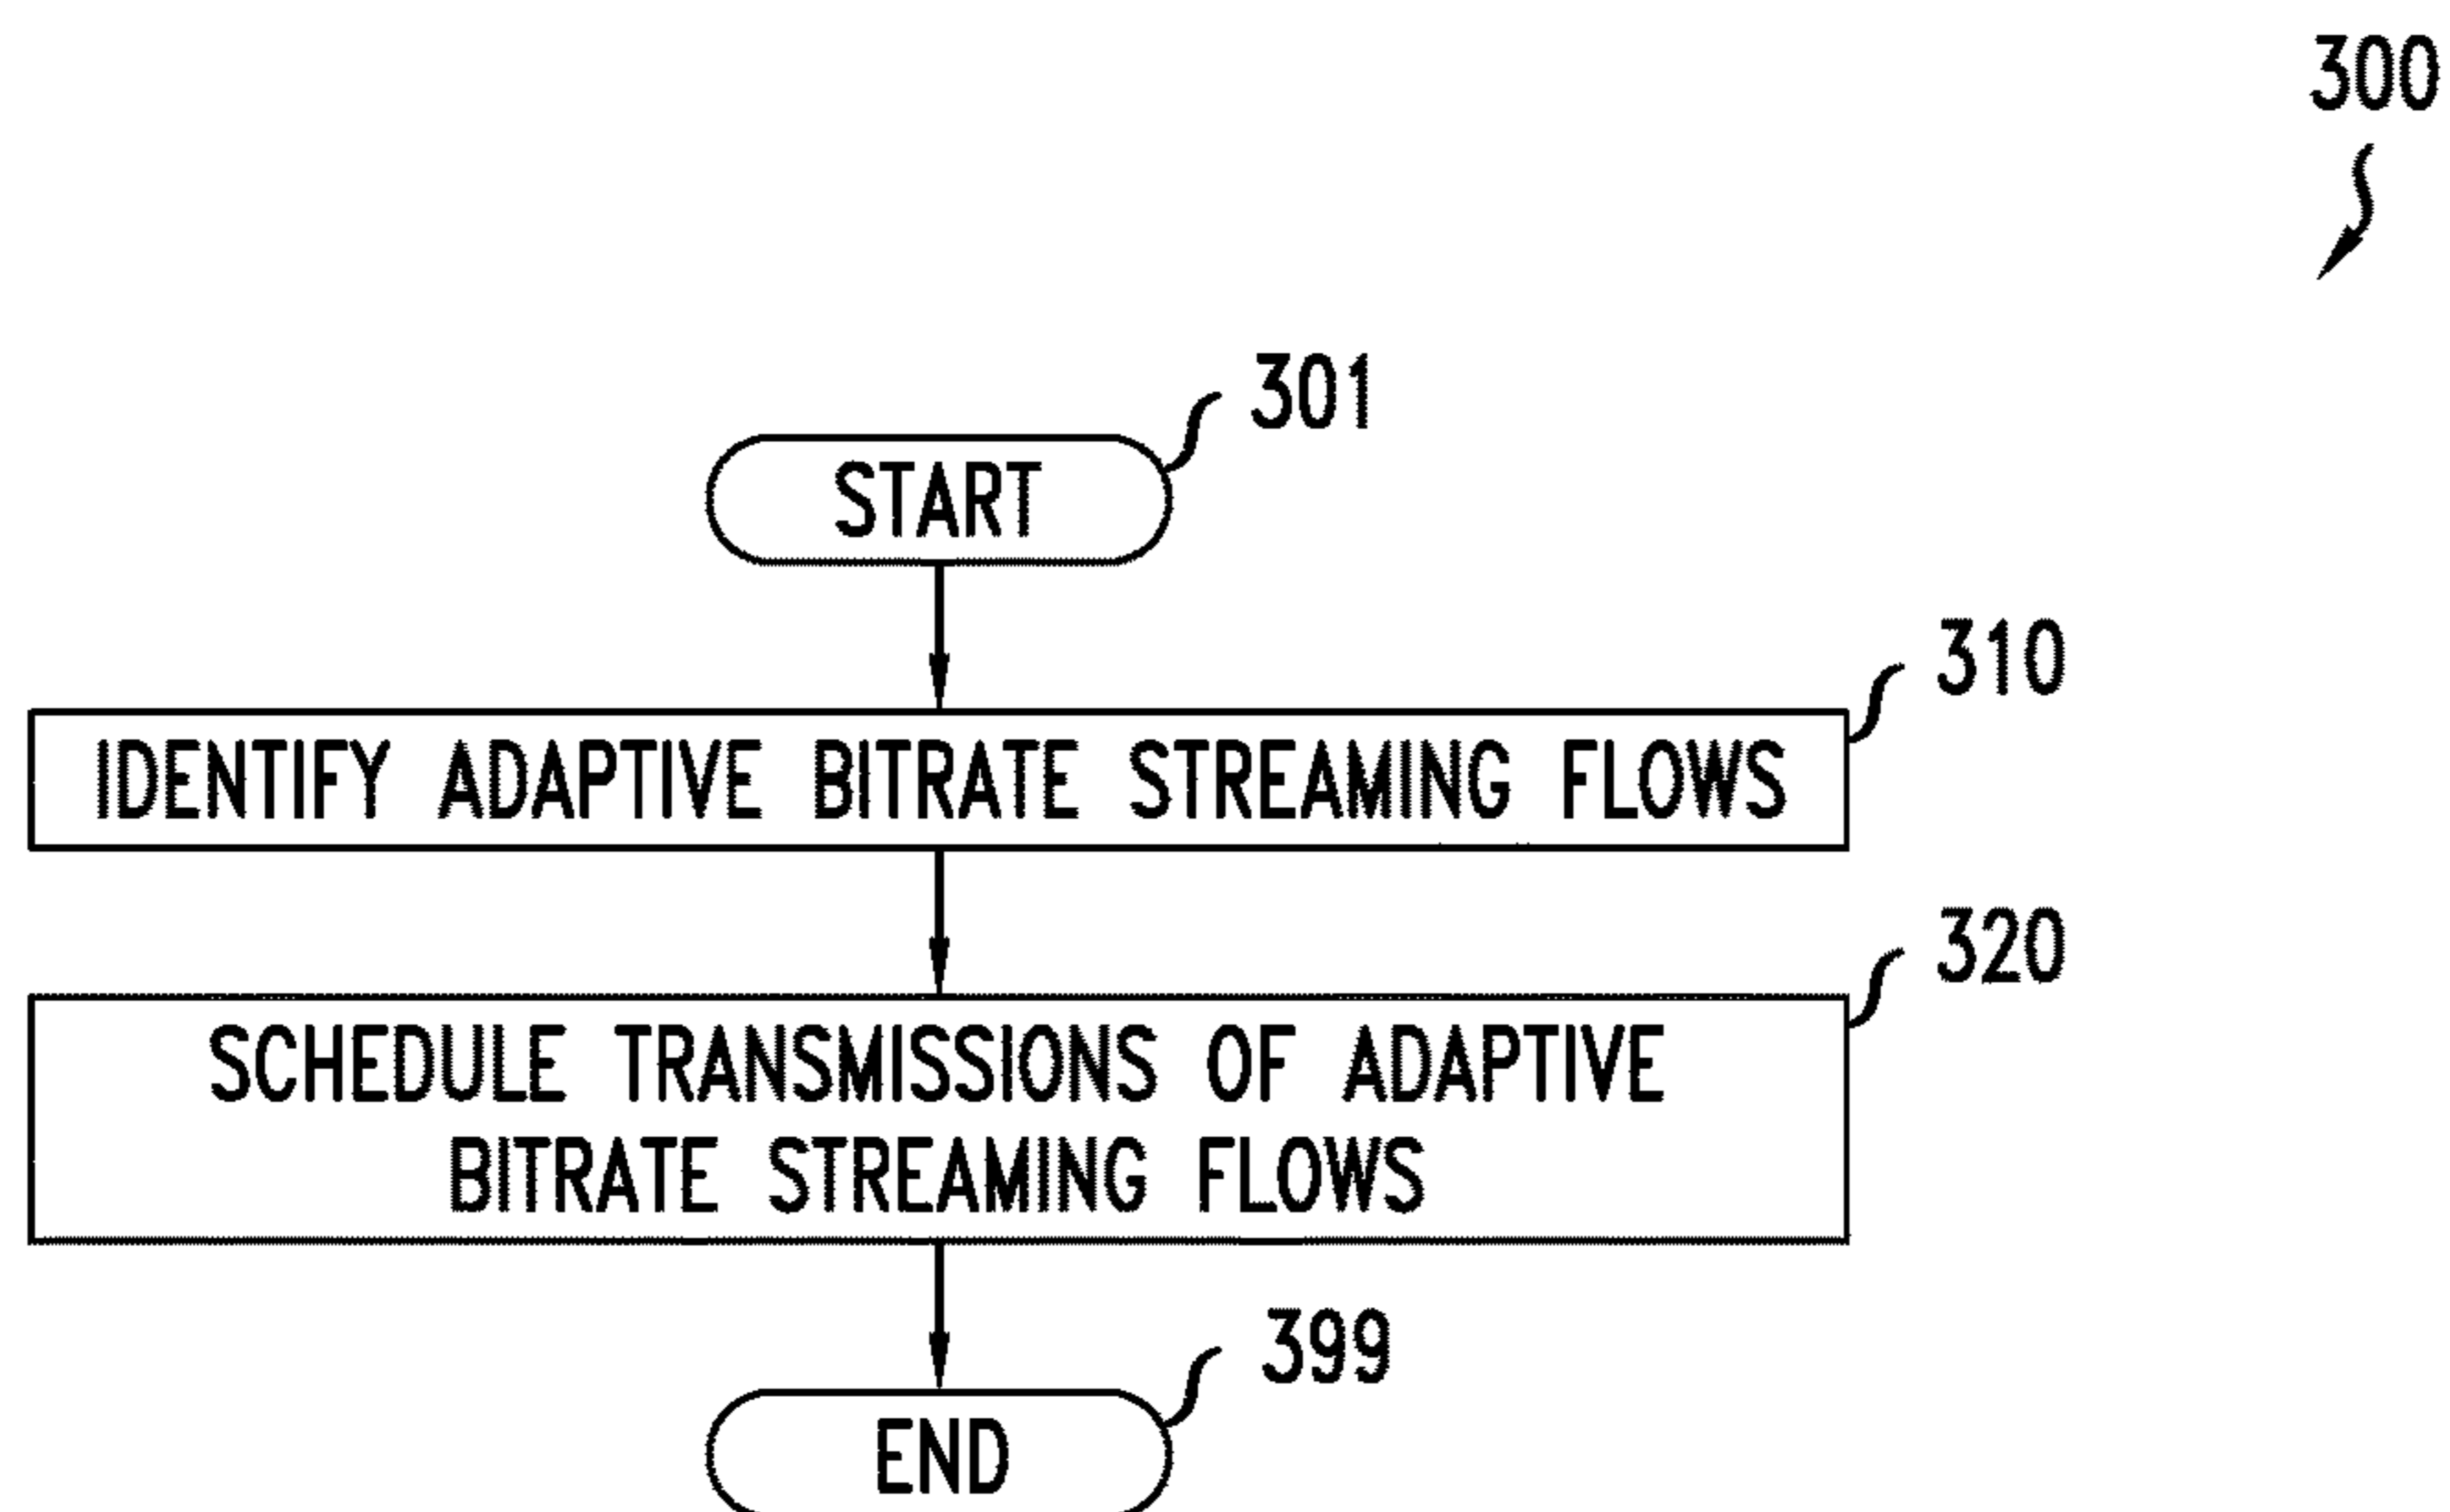 300
301
START
310
IDENTIFY ADAPTIVE BITRATE STREAMING FLOWS
320
SCHEDULE TRANSMISSIONS OF ADAPTIVE
BITRATE STREAMING FLOWS
399
END